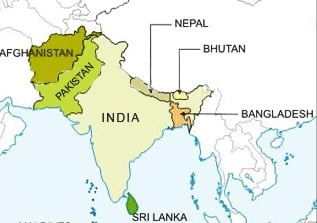 NEPAL
BHUTAN
AFGHANISTAN
PAKISTAN
INDIA
BANGLADESH
SRI LANKA